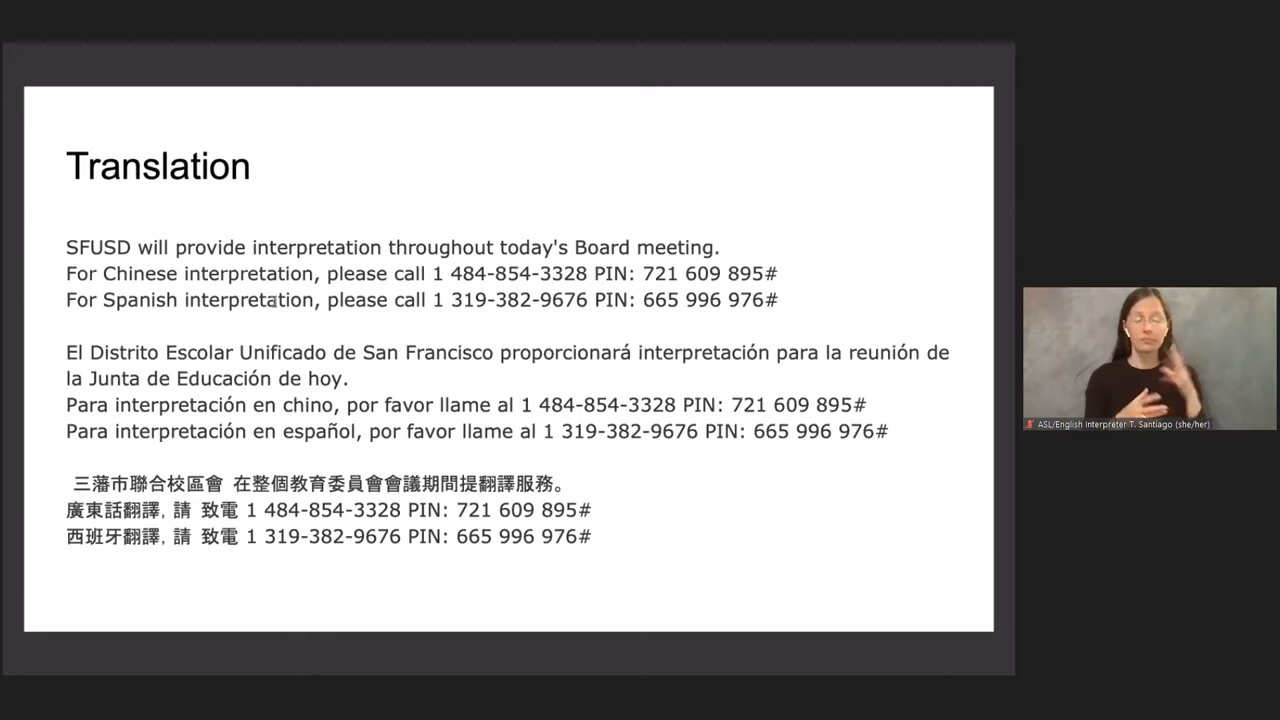 Translation
SFUSD will provide interpretation throughout today's Board meeting.
For Chinese interpretation, please call 1 484-854-3328 PIN: 721 609 895#
For Spanish interpretation, please call 1 319-382-9676 PIN: 665 996 976#
El Distrito Escolar Unificado de San Francisco proporcionará interpretación para la reunión de
la Junta de Educación de hoy.
Para interpretación en chino, por favor llame al 1 484-854-3328 PIN: 721 609 895#
Para interpretación en español, por favor llame al 1 319-382-9676 PIN: 665 996 976#
三藩市聯合校區會 在整個教育委員會會議期間提翻譯服務。
廣東話翻譯, 請 致電 1 484-854-3328 PIN: 721 609 895#
西班牙翻譯, 請 致電 1 319-382-9676 PIN: 665 996 976#
ASL/English Interpreter T. Santiago (she/her)